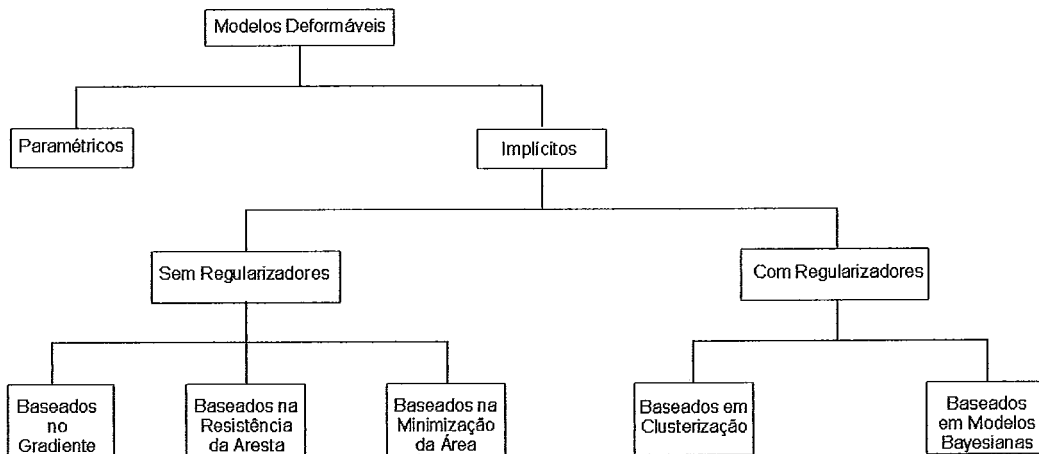 Modelos Deformáveis
Paramétricos
Implícitos
Sem Regularizadores
Com Regularizadores
Baseados
no
Gradiente
Baseados na
Resistência
da Aresta
Baseados na
Minimização
da Área
Baseados em
Clusterização
Baseados
em Modelos
Bayesianas